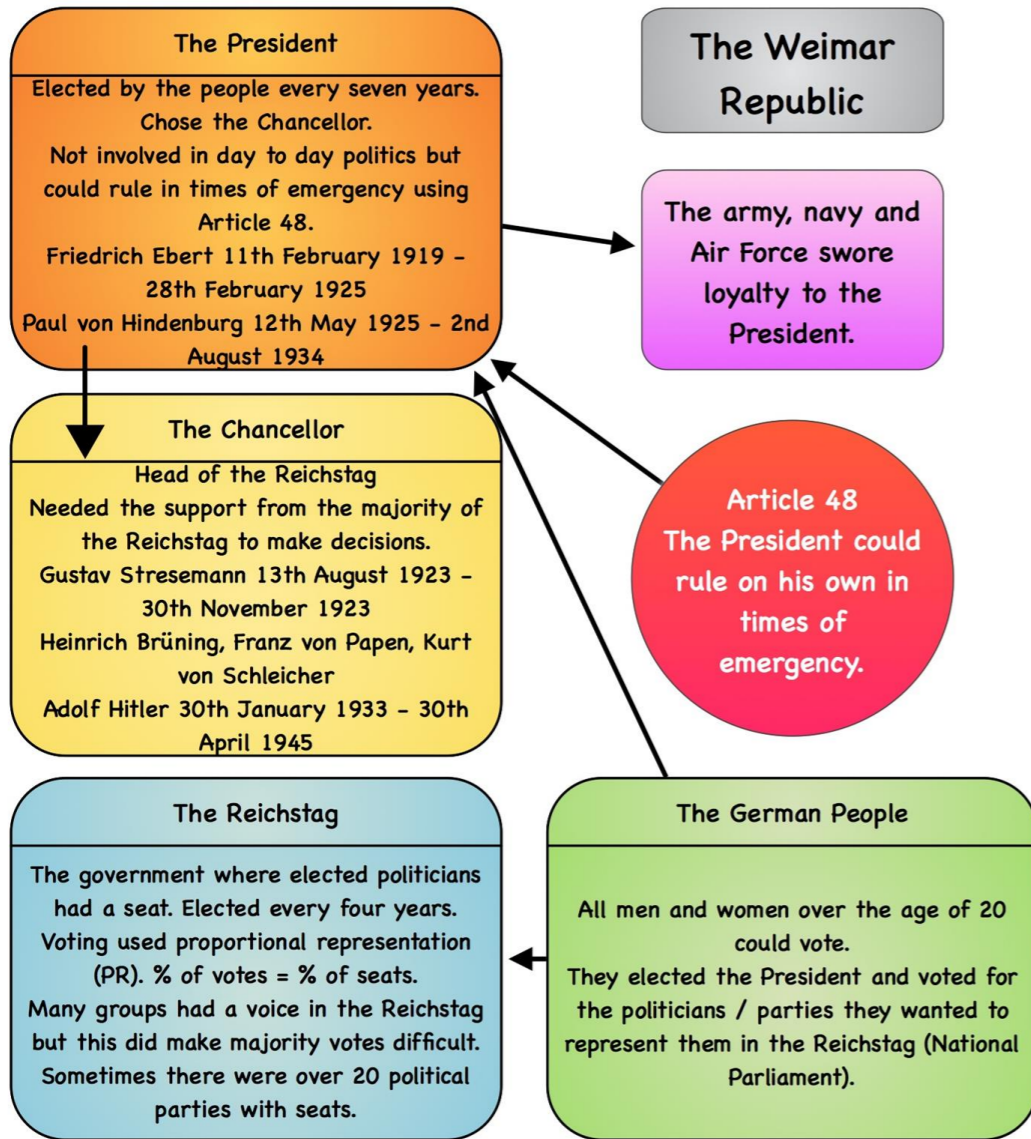 The President
Elected by the people every seven years.
Chose the Chancellor.
Not involved in day to day politics but
could rule in times of emergency using
Article 48.
Friedrich Ebert 11th February 1919 -
28th February 1925
Paul von Hindenburg 12th May 1925 - 2nd
August 1934
The Weimar
Republic
The army, navy and
Air Force swore
loyalty to the
President.
The Chancellor
Head of the Reichstag
Needed the support from the majority of
the Reichstag to make decisions.
Gustav Stresemann 13th August 1923 -
30th November 1923
Heinrich Brüning, Franz von Papen, Kurt
von Schleicher
Adolf Hitler 30th January 1933 - 30th
April 1945
Article 48
The President could
rule on his own in
times of
emergency.
The Reichstag
The government where elected politicians
had a seat. Elected every four years.
Voting used proportional representation
(PR). % of votes = % of seats.
Many groups had a voice in the Reichstag
but this did make majority votes difficult.
Sometimes there were over 20 political
parties with seats.
The German People
All men and women over the age of 20
could vote.
They elected the President and voted for
the politicians / parties they wanted to
represent them in the Reichstag (National
Parliament).